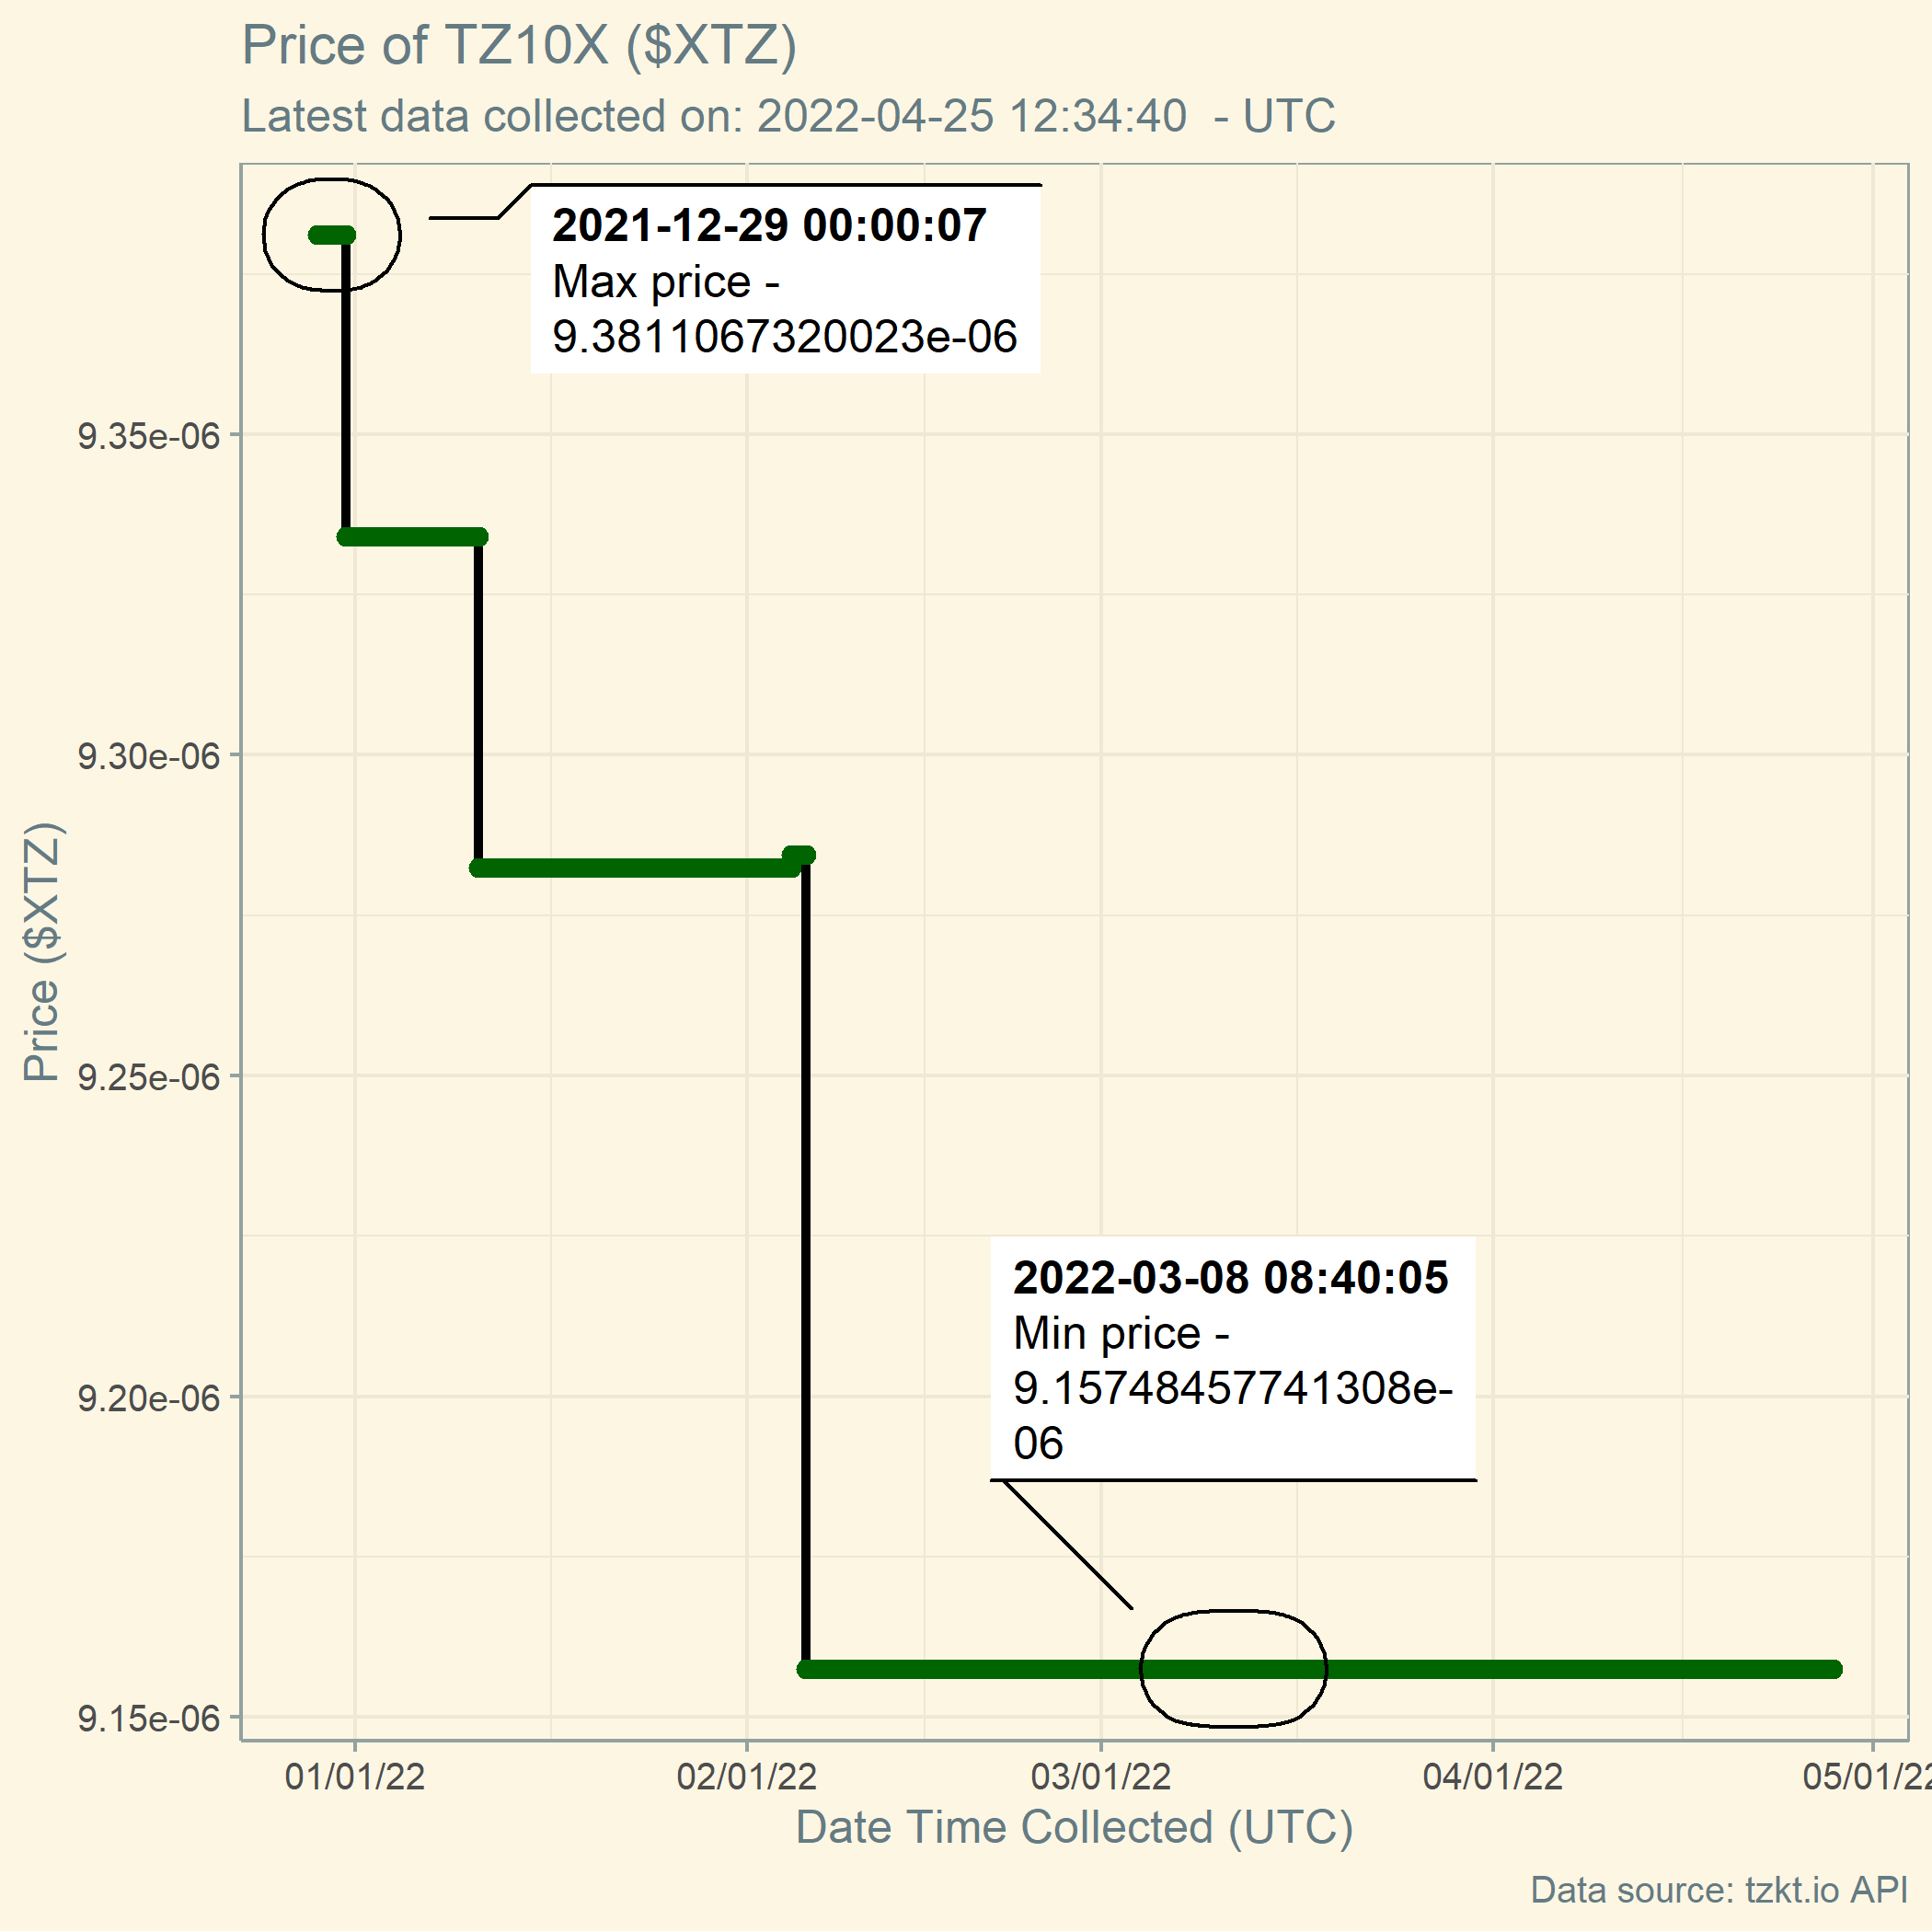 Price of TZ10X ($XTZ)
Latest data collected on: 2022-04-25 12:34:40  - UTC
2021-12-29 00:00:07
Max price -
9.3811067320023e-06
9.35e-06
9.30e-06
9.25e-06
9.20e-06
9.15e-06
Price ($XTZ)
2022-03-08 08:40:05
Min price -
9.15748457741308e-
06
01/01/22
02/01/22
03/01/22
04/01/22
05/01/22
Date Time Collected (UTC)
Data source: tzkt.io API